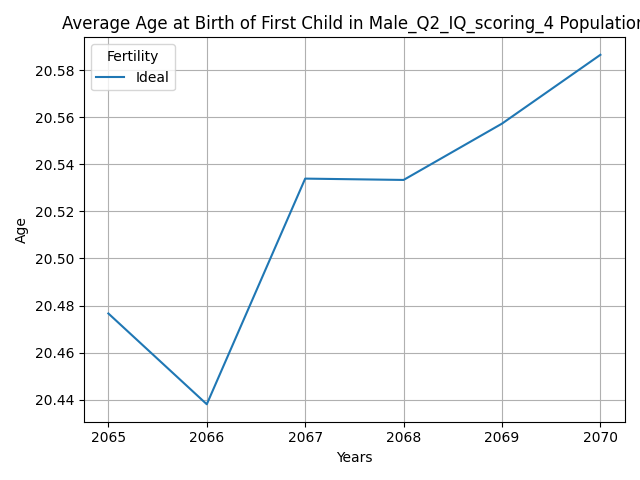 Average Age at Birth of First Child in Male_Q2_IQ_scoring_4 Population
Fertility
Ideal
20.58
20.56
20.54
20.52
20.50
20.48
20.46
20.44
Age
2065 2066 2067 2068 2069 2070
Years